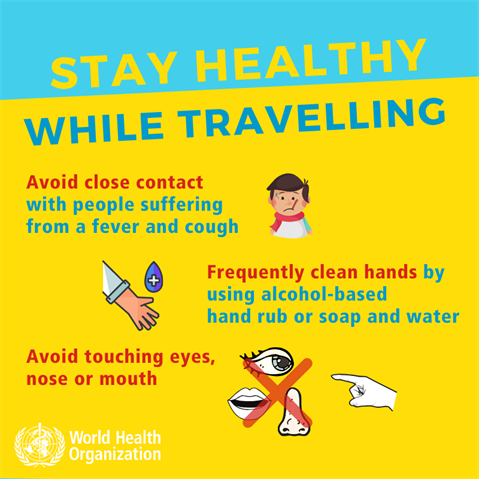 STAY HEALTHY
WHILE TRAVELLING
Avoid close contact
with people suffering
from a fever and cough
Frequently clean hands by
using alcohol-based
hand rub or soap and water
Avoid touching eyes,
nose or mouth
World Health
Organization